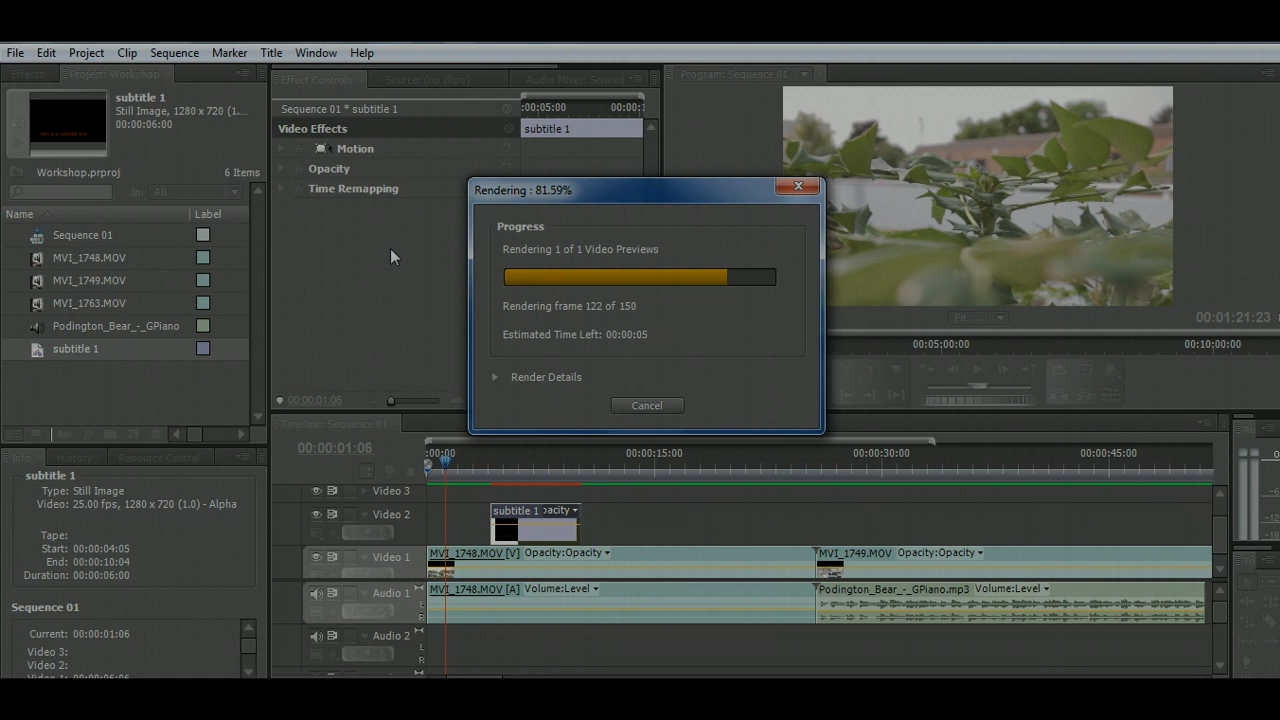 File Edit Project Clip Sequence Marker Title Window Help
Effects Project: Workshop
subtitle 1
Still Image, 1280 x 720 (1....
00:00:06:00
Workshop.prproj 6 Items
In: All
Name Label
Sequence 01
MVI_1748.MOV
MVI_1749.MOV
MVI_1763.MOV
Podington_Bear_-_GPiano
subtitle 1
Effect Controls Source: (no clips) Audio Mixer: Sequen
Sequence 01 * subtitle 1 :00:05:00 00:00:1
Video Effects subtitle 1
Motion
Opacity
Time Remapping
00:00:01:06
Program: Sequence 01
Fit 00:01:21:23
00:05:00:00 00:10:00:00
Rendering : 81.59%
Progress
Rendering 1 of 1 Video Previews
Rendering frame 122 of 150
Estimated Time Left: 00:00:05
Render Details
Cancel
Info History Resource Central
subtitle 1
Type: Still Image
Video: 25.00 fps, 1280 x 720 (1.0) - Alpha
Tape:
Start: 00:00:04:05
End: 00:00:10:04
Duration: 00:00:06:00
Sequence 01
Current: 00:00:01:06
Video 3:
Video 2:
Timeline: Sequence 01
00:00:01:06 :00:00 00:00:15:00 00:00:30:00 00:00:45:00
Video 3
Video 2 subtitle 1 pacity
Video 1 MVI_1748.MOV [V] Opacity:Opacity MVI_1749.MOV Opacity:Opacity
Audio 1 MVI_1748.MOV [A] Volume:Level Podington_Bear_-_GPiano.mp3 Volume:Level
L
R
Audio 2
L
R